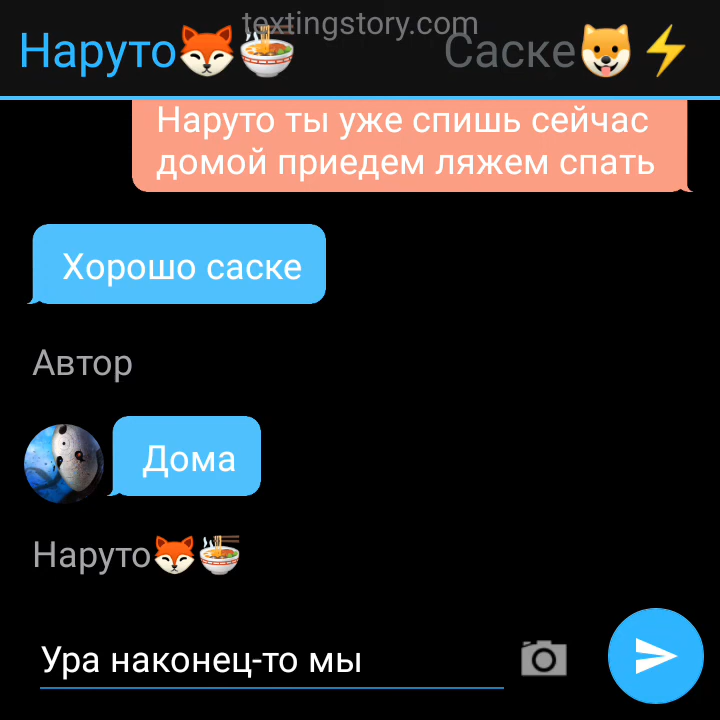 textingstory.com
Наруто🦊🍜 Саске🐶⚡
Наруто ты уже спишь сейчас
домой приедем ляжем спать
Хорошо саске
Автор
Дома
Наруто🦊🍜
Ура наконец-то мы